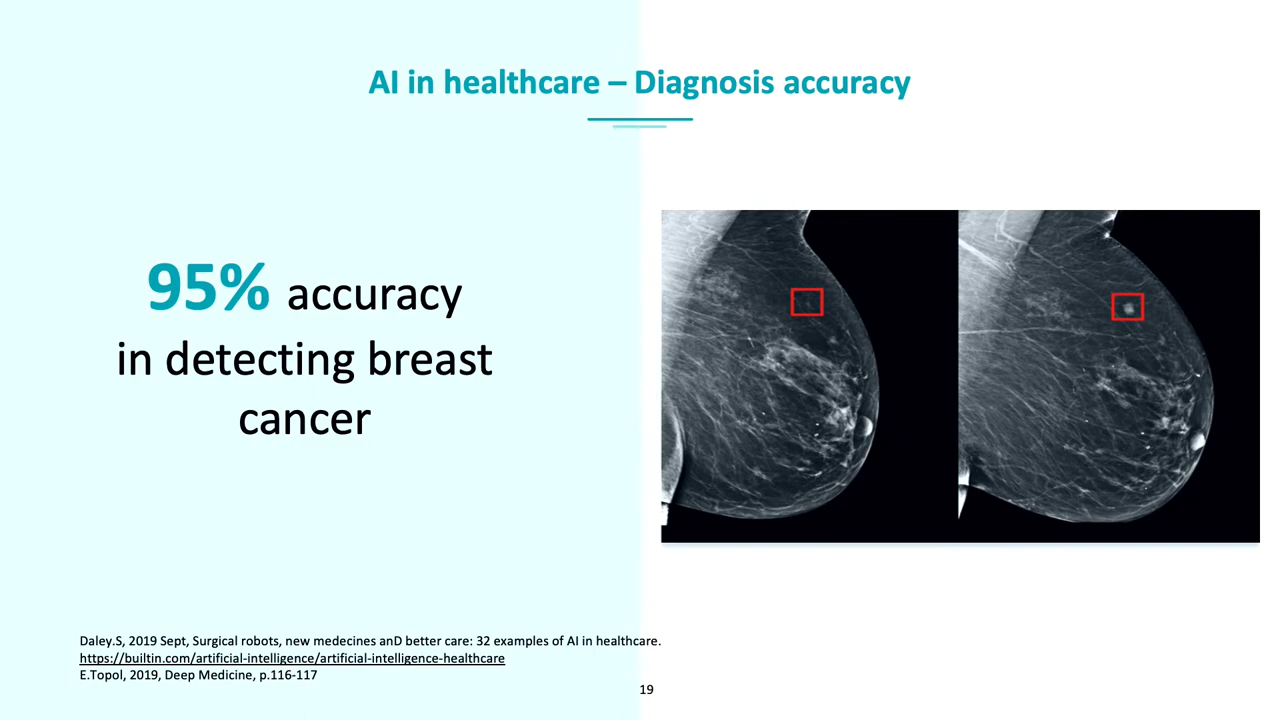 AI in healthcare – Diagnosis accuracy
95% accuracy
in detecting breast
cancer
Daley.S, 2019 Sept, Surgical robots, new medecines anD better care: 32 examples of AI in healthcare.
https://builtin.com/artificial-intelligence/artificial-intelligence-healthcare
E.Topol, 2019, Deep Medicine, p.116-117
19